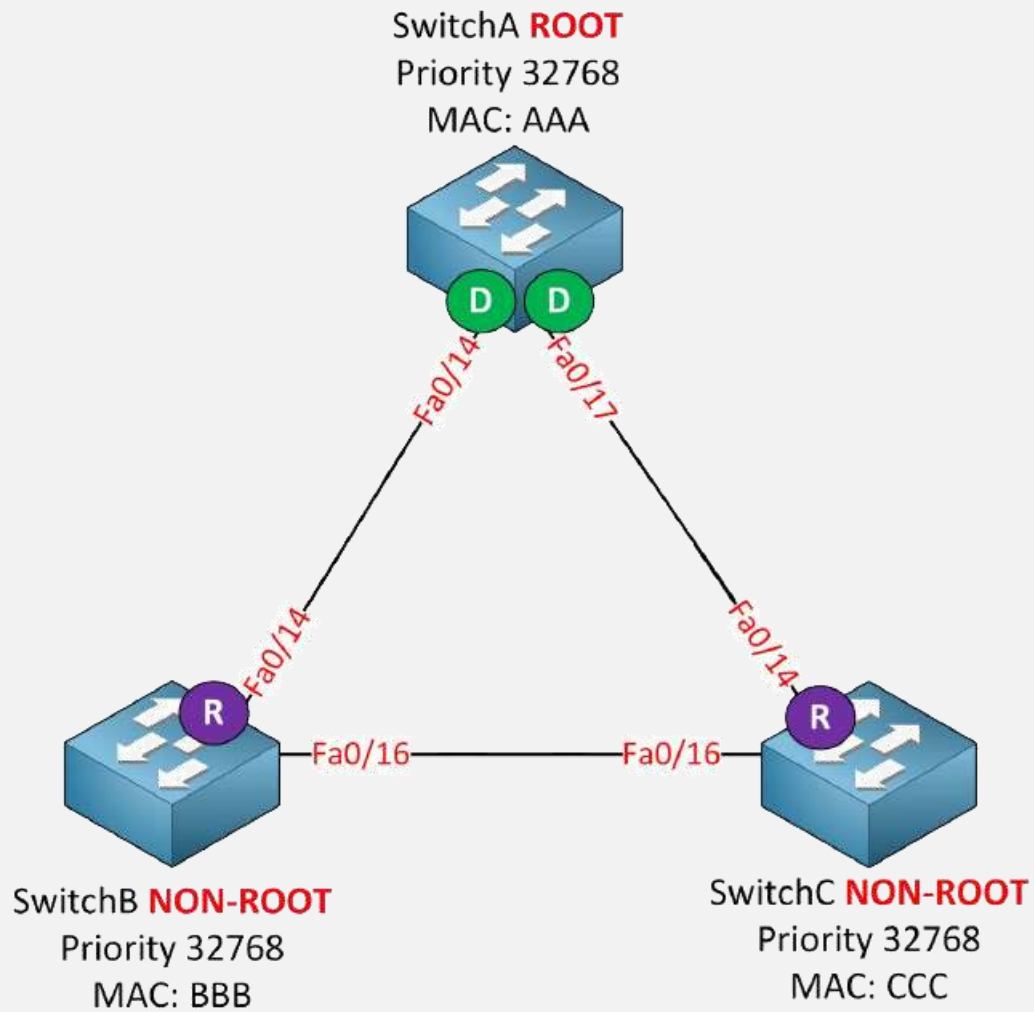 SwitchA ROOT
Priority 32768
MAC: AAA
D D
Fa0/14 Fa0/17
Fa0/14 Fa0/14
R R
Fa0/16 Fa0/16
SwitchB NON-ROOT
Priority 32768
MAC: BBB
SwitchC NON-ROOT
Priority 32768
MAC: CCC